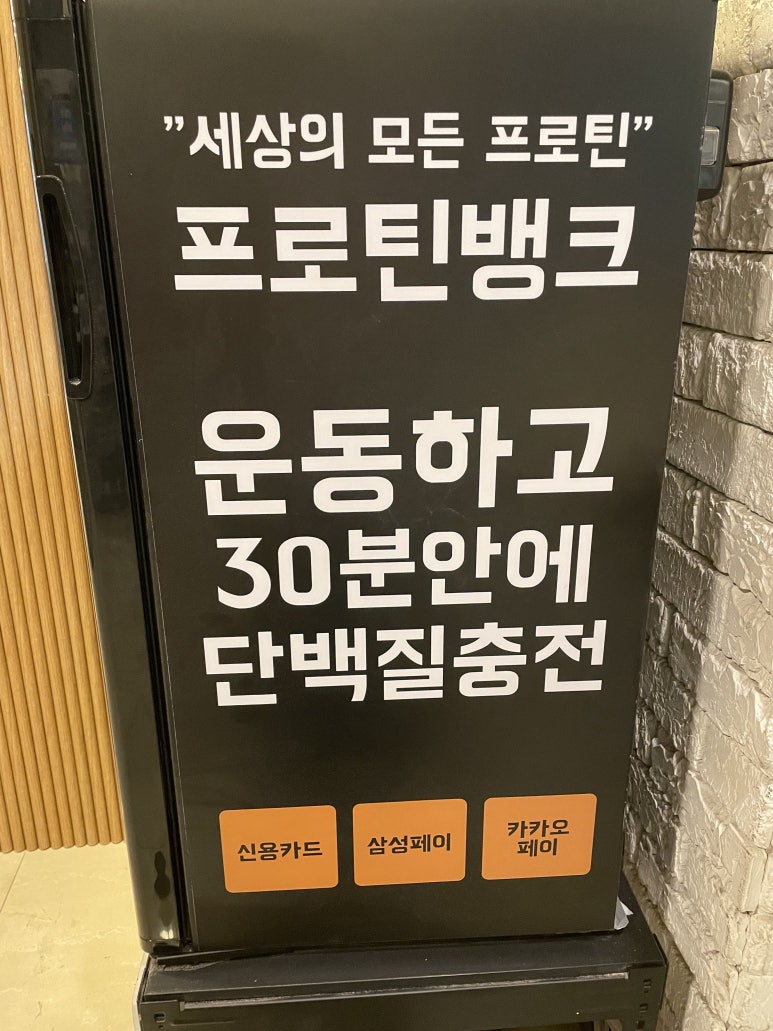 ”세상의 모든 프로틴”
프로틴뱅크
운동하고
30분안에
단백질충전
신용카드
삼성페이
카카오
페이